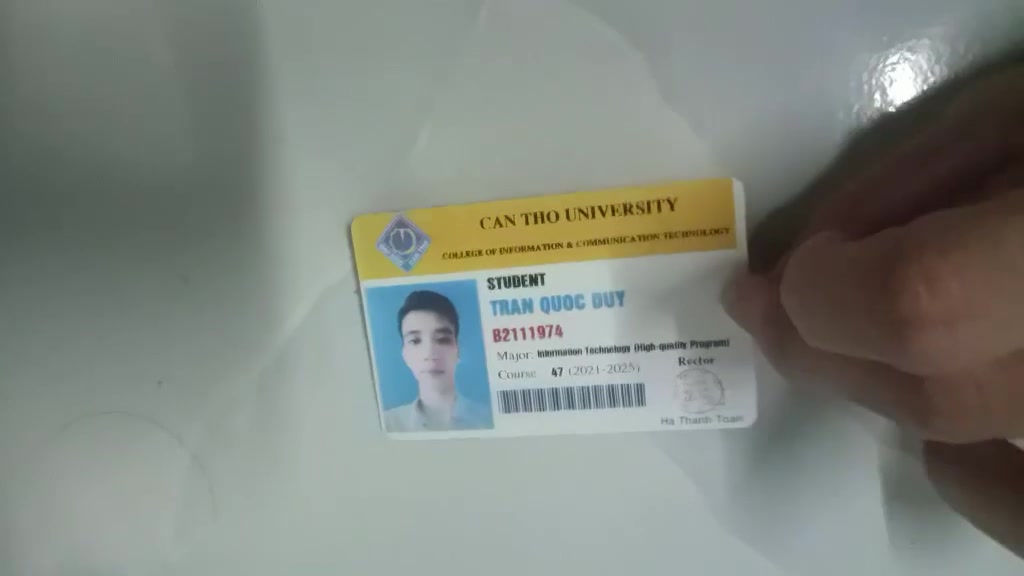 CAN THO UNIVERSITY
COLLEGE OF INFORMATION & COMMUNICATION TECHNOLOGY
STUDENT
TRAN QUOC DUY
B2111974
Major: Information Technology (High-quality Program)
Course: 47 (2021-2025)
Rector
Ha Thanh Toan